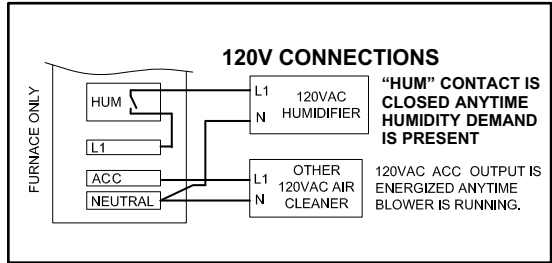 120V CONNECTIONS
FURNACE ONLY
HUM
L1
ACC
NEUTRAL
L1
N
120VAC
HUMIDIFIER
"HUM" CONTACT IS
CLOSED ANYTIME
HUMIDITY DEMAND
IS PRESENT
L1
N
OTHER
120VAC AIR
CLEANER
120VAC ACC OUTPUT IS
ENERGIZED ANYTIME
BLOWER IS RUNNING.